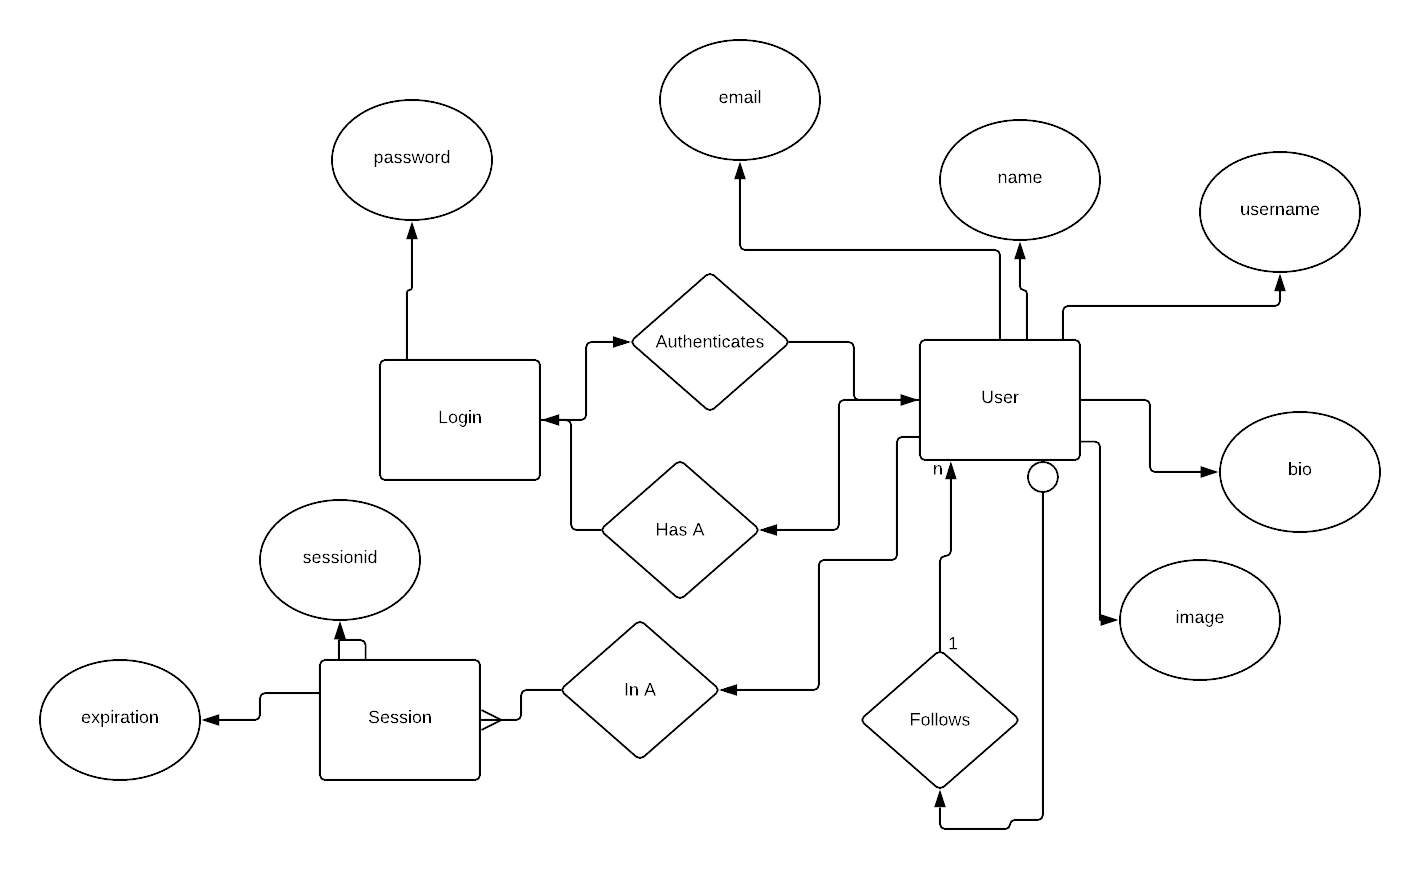 email
password
name
username
Authenticates
User
Login
n
bio
Has A
sessionid
image
1
In A
expiration
Session
Follows